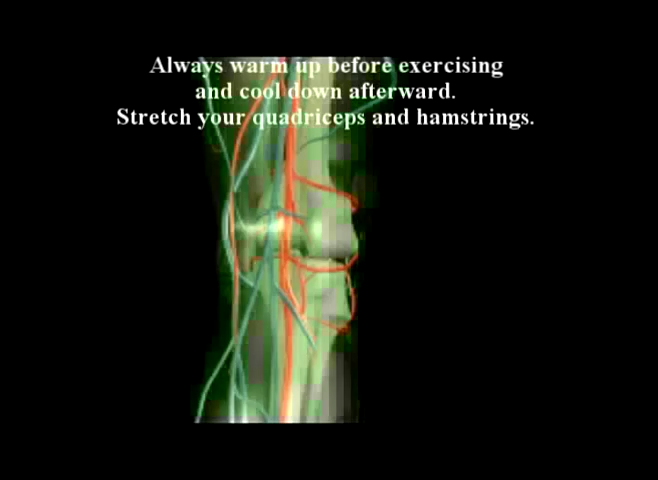 Always warm up before exercising
and cool down afterward.
Stretch your quadriceps and hamstrings.